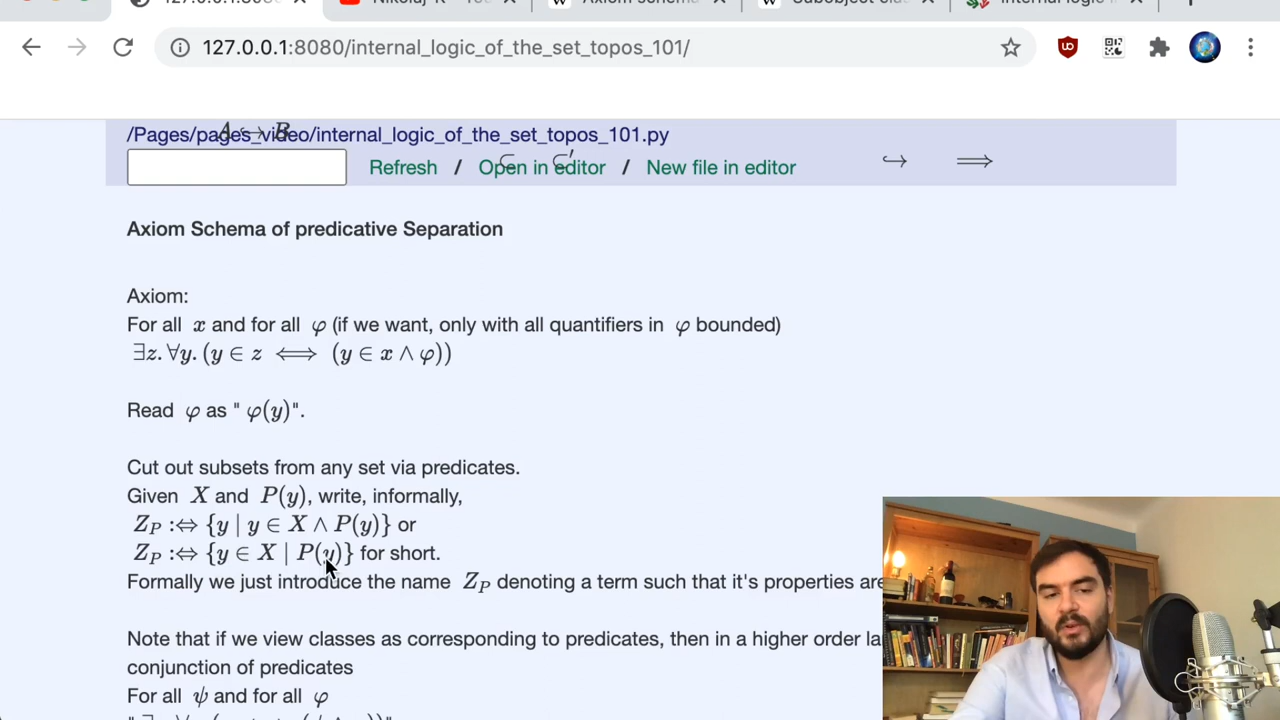 127.0.0.1:8080/internal_logic_of_the_set_topos_101/
/Pages/pages_video/internal_logic_of_the_set_topos_101.py
A ↔ B
Refresh / Open in editor / New file in editor
⊂ ⊂′ ↪ ⟹
Axiom Schema of predicative Separation
Axiom:
For all x and for all φ (if we want, only with all quantifiers in φ bounded)
∃z. ∀y. (y ∈ z ⟺ (y ∈ x ∧ φ))
Read φ as " φ(y)".
Cut out subsets from any set via predicates.
Given X and P(y), write, informally,
Z_P :⇔ {y | y ∈ X ∧ P(y)} or
Z_P :⇔ {y ∈ X | P(y)} for short.
Formally we just introduce the name Z_P denoting a term such that it's properties are
Note that if we view classes as corresponding to predicates, then in a higher order la
conjunction of predicates
For all ψ and for all φ